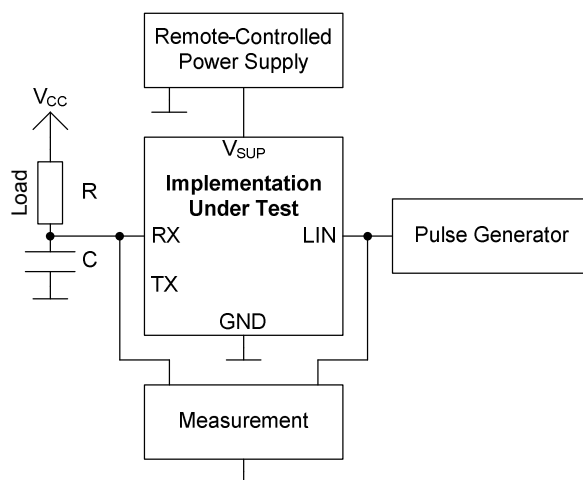 Remote-Controlled
Power Supply
VCC
VSUP
Load
R
Implementation
Under Test
RX
LIN
Pulse Generator
C
TX
GND
Measurement